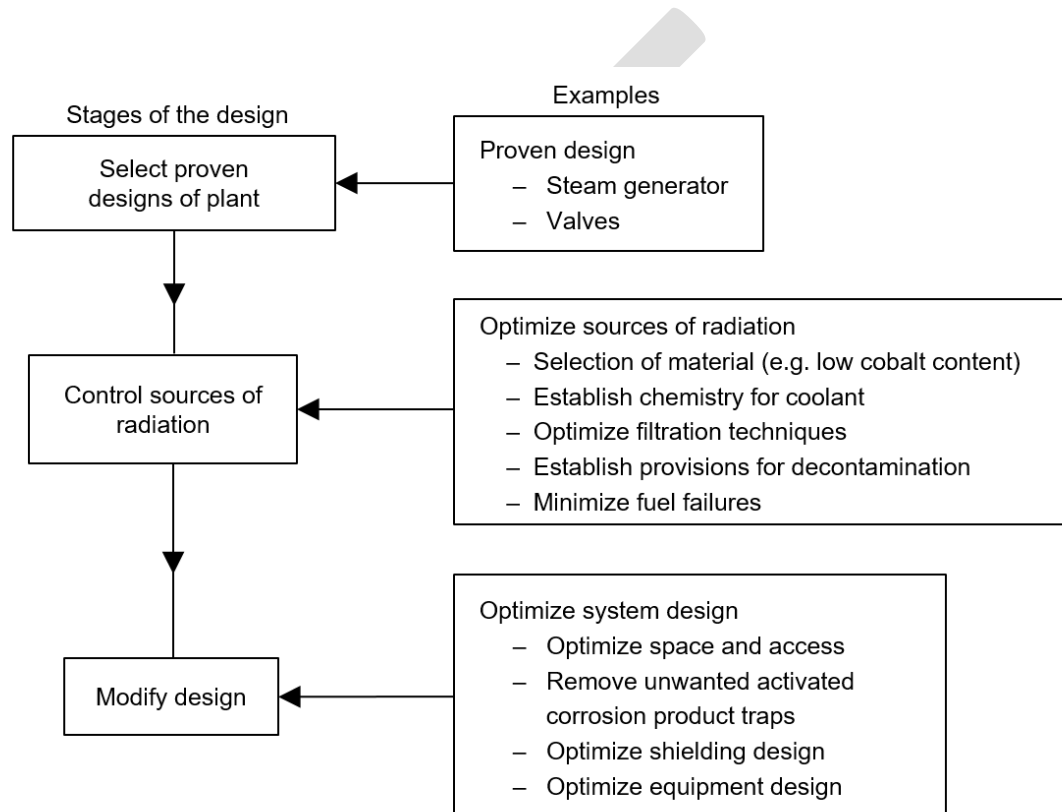 Examples
Stages of the design
Select proven
designs of plant
Proven design
– Steam generator
– Valves
Control sources of
radiation
Optimize sources of radiation
– Selection of material (e.g. low cobalt content)
– Establish chemistry for coolant
– Optimize filtration techniques
– Establish provisions for decontamination
– Minimize fuel failures
Modify design
Optimize system design
– Optimize space and access
– Remove unwanted activated
corrosion product traps
– Optimize shielding design
– Optimize equipment design